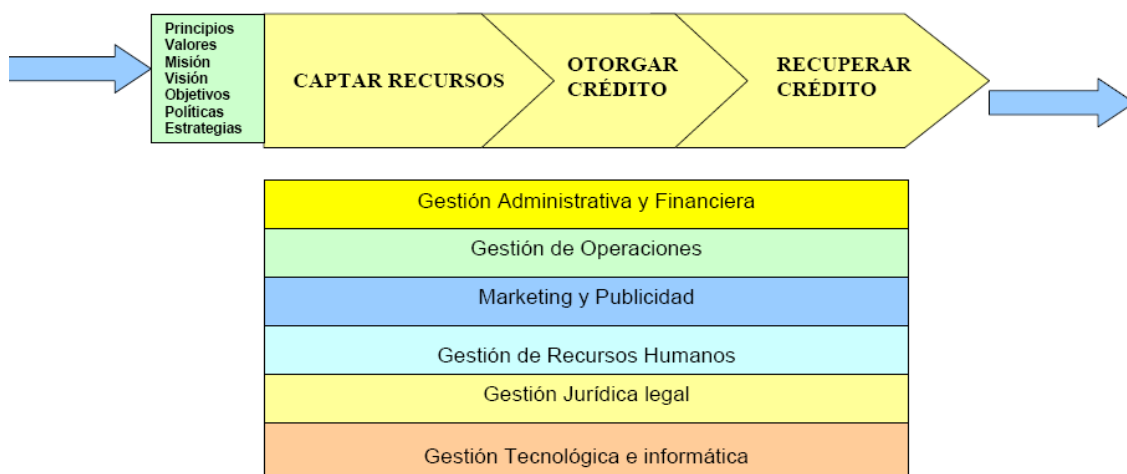 Principios
Valores
Misión
Visión
Objetivos
Políticas
Estrategias
CAPTAR RECURSOS
OTORGAR
CRÉDITO
RECUPERAR
CRÉDITO
Gestión Administrativa y Financiera
Gestión de Operaciones
Marketing y Publicidad
Gestión de Recursos Humanos
Gestión Jurídica legal
Gestión Tecnológica e informática